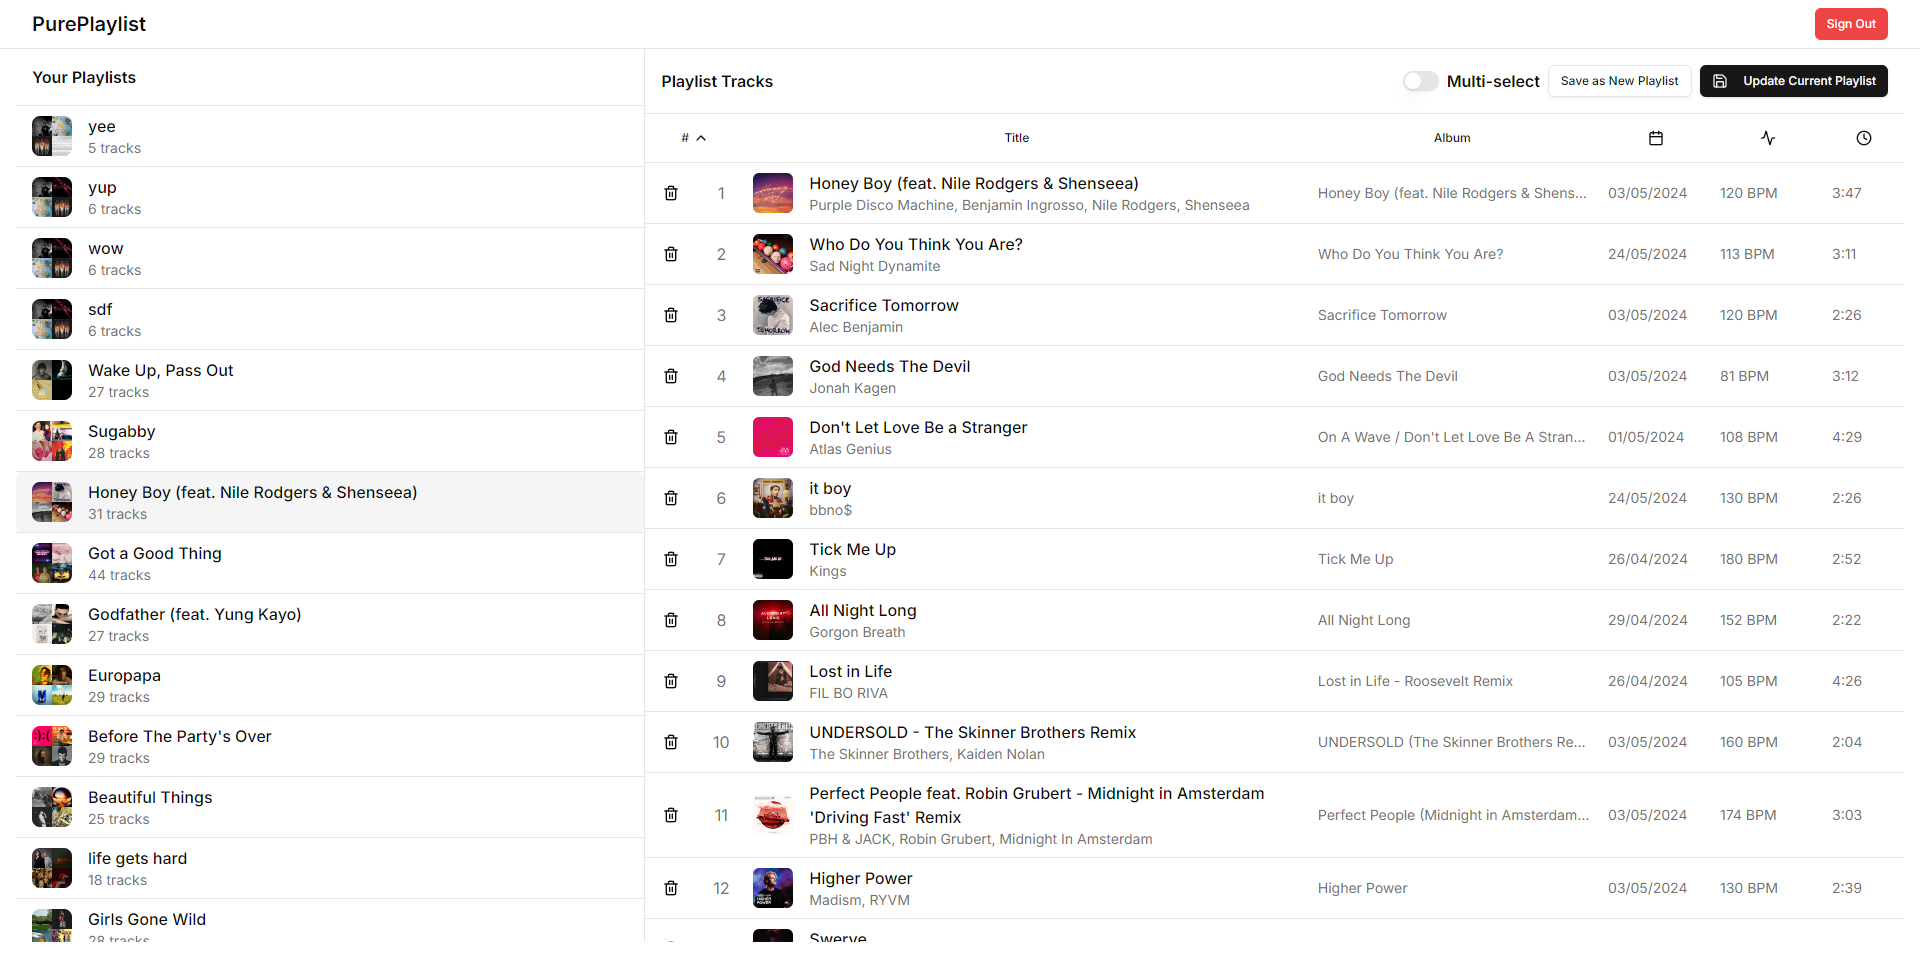 PurePlaylist
Sign Out
Your Playlists
yee
5 tracks
yup
6 tracks
wow
6 tracks
sdf
6 tracks
Wake Up, Pass Out
27 tracks
Sugabby
28 tracks
Honey Boy (feat. Nile Rodgers & Shenseea)
31 tracks
Got a Good Thing
44 tracks
Godfather (feat. Yung Kayo)
27 tracks
Europapa
29 tracks
Before The Party's Over
29 tracks
Beautiful Things
25 tracks
life gets hard
18 tracks
Girls Gone Wild
28 tracks
Playlist Tracks
Multi-select
Save as New Playlist
Update Current Playlist
# Title Album
1 Honey Boy (feat. Nile Rodgers & Shenseea) Honey Boy (feat. Nile Rodgers & Shens... 03/05/2024 120 BPM 3:47
Purple Disco Machine, Benjamin Ingrosso, Nile Rodgers, Shenseea
2 Who Do You Think You Are? Who Do You Think You Are? 24/05/2024 113 BPM 3:11
Sad Night Dynamite
3 Sacrifice Tomorrow Sacrifice Tomorrow 03/05/2024 120 BPM 2:26
Alec Benjamin
4 God Needs The Devil God Needs The Devil 03/05/2024 81 BPM 3:12
Jonah Kagen
5 Don't Let Love Be a Stranger On A Wave / Don't Let Love Be A Stran... 01/05/2024 108 BPM 4:29
Atlas Genius
6 it boy it boy 24/05/2024 130 BPM 2:26
bbno$
7 Tick Me Up Tick Me Up 26/04/2024 180 BPM 2:52
Kings
8 All Night Long All Night Long 29/04/2024 152 BPM 2:22
Gorgon Breath
9 Lost in Life Lost in Life - Roosevelt Remix 26/04/2024 105 BPM 4:26
FIL BO RIVA
10 UNDERSOLD - The Skinner Brothers Remix UNDERSOLD (The Skinner Brothers Re... 03/05/2024 160 BPM 2:04
The Skinner Brothers, Kaiden Nolan
11 Perfect People feat. Robin Grubert - Midnight in Amsterdam Perfect People (Midnight in Amsterdam... 03/05/2024 174 BPM 3:03
'Driving Fast' Remix
PBH & JACK, Robin Grubert, Midnight In Amsterdam
12 Higher Power Higher Power 03/05/2024 130 BPM 2:39
Madism, RYVM
Swerve